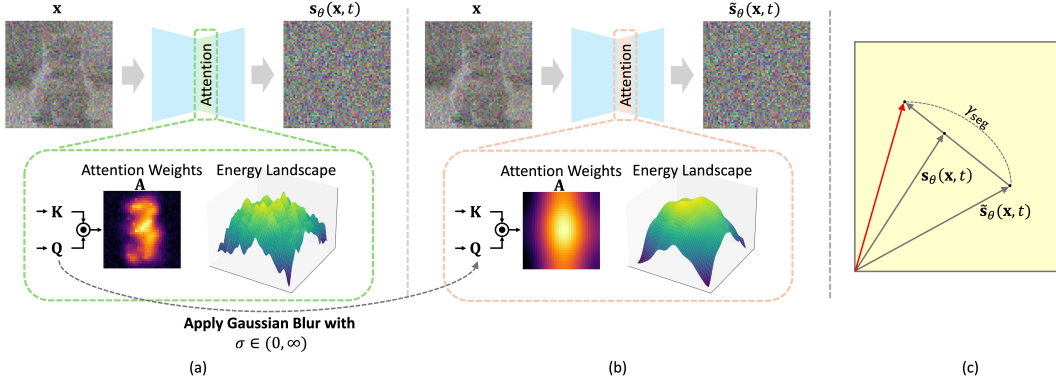 x
s_θ(x, t)
Attention
Attention Weights
A
Energy Landscape
K
Q
Apply Gaussian Blur with
σ ∈ (0, ∞)
(a)
x
s̃_θ(x, t)
Attention
Attention Weights
A
Energy Landscape
K
Q
(b)
γ_seg
s_θ(x, t)
s̃_θ(x, t)
(c)